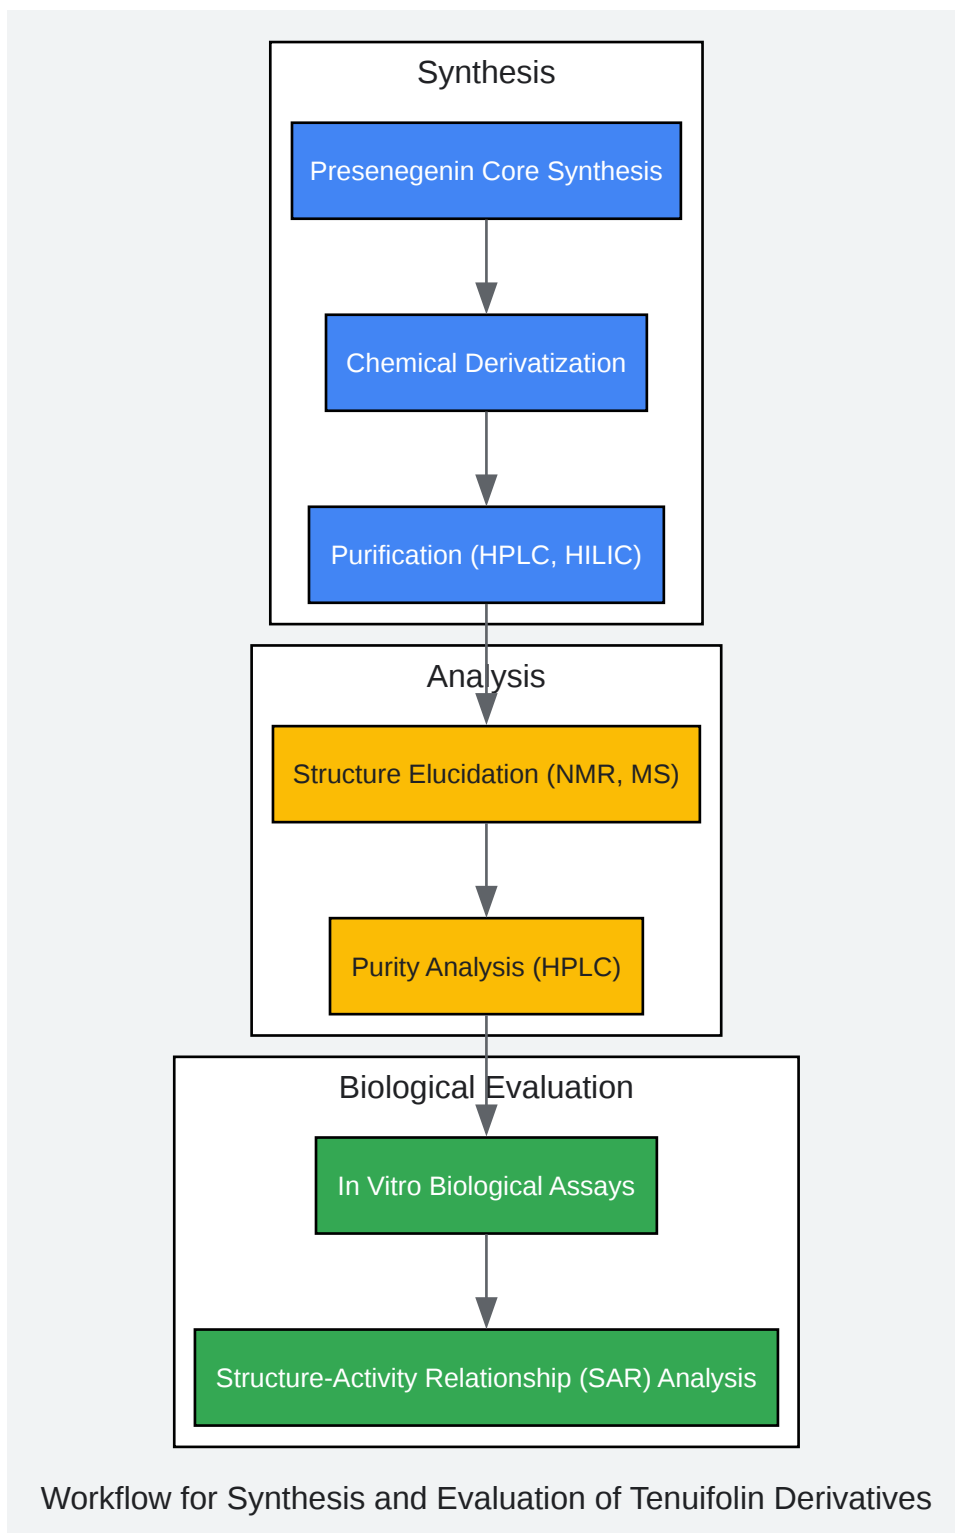 Synthesis
Presenegenin Core Synthesis
Chemical Derivatization
Purification (HPLC, HILIC)
Analysis
Structure Elucidation (NMR, MS)
Purity Analysis (HPLC)
Biological Evaluation
In Vitro Biological Assays
Structure-Activity Relationship (SAR) Analysis
Workflow for Synthesis and Evaluation of Tenuifolin Derivatives